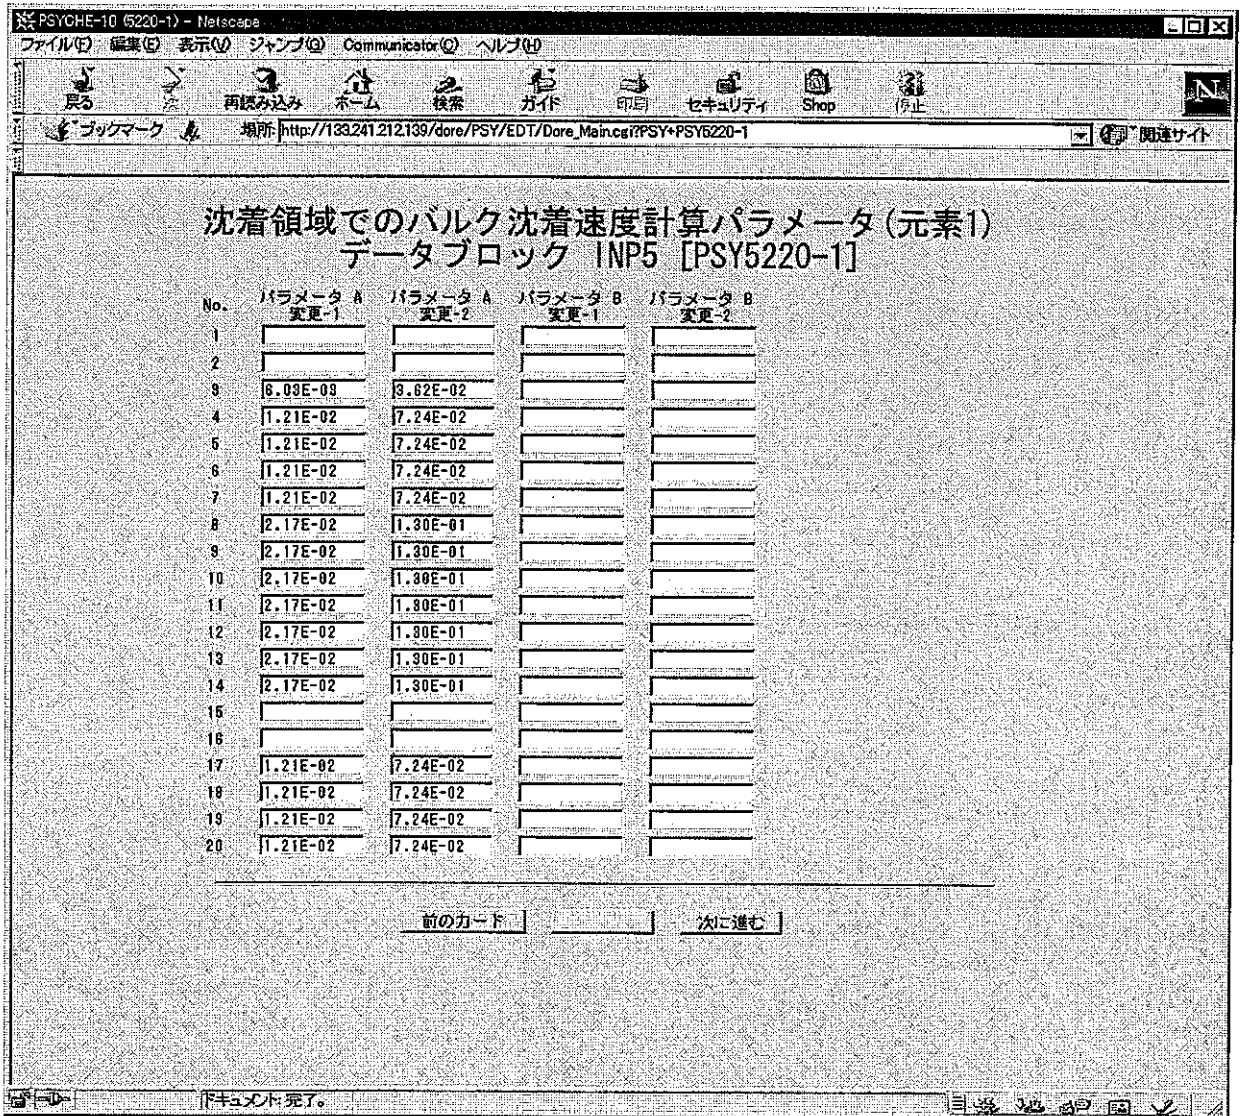 PSYCHE-10 (5220-1) - Netscape
ファイル(F) 編集(E) 表示(V) ジャンプ(G) Communicator(C) ヘルプ(H)
戻る 次 再読み込み ホーム 検索 ガイド 印刷 セキュリティ Shop 停止
ブックマーク 場所: http://133.241.212.139/dore/PSY/EDT/Dore_Main.cgi?PSY+PSY5220-1 関連サイト
沈着領域でのバルク沈着速度計算パラメータ(元素1)
データブロック INP5 [PSY5220-1]
No. パラメータ A パラメータ A パラメータ B パラメータ B
変更-1 変更-2 変更-1 変更-2
1
2
3 6.03E-03 3.62E-02
4 1.21E-02 7.24E-02
5 1.21E-02 7.24E-02
6 1.21E-02 7.24E-02
7 1.21E-02 7.24E-02
8 2.17E-02 1.30E-01
9 2.17E-02 1.30E-01
10 2.17E-02 1.30E-01
11 2.17E-02 1.30E-01
12 2.17E-02 1.30E-01
13 2.17E-02 1.30E-01
14 2.17E-02 1.30E-01
15
16
17 1.21E-02 7.24E-02
18 1.21E-02 7.24E-02
19 1.21E-02 7.24E-02
20 1.21E-02 7.24E-02
前のカード 次に進む
ドキュメント: 完了。